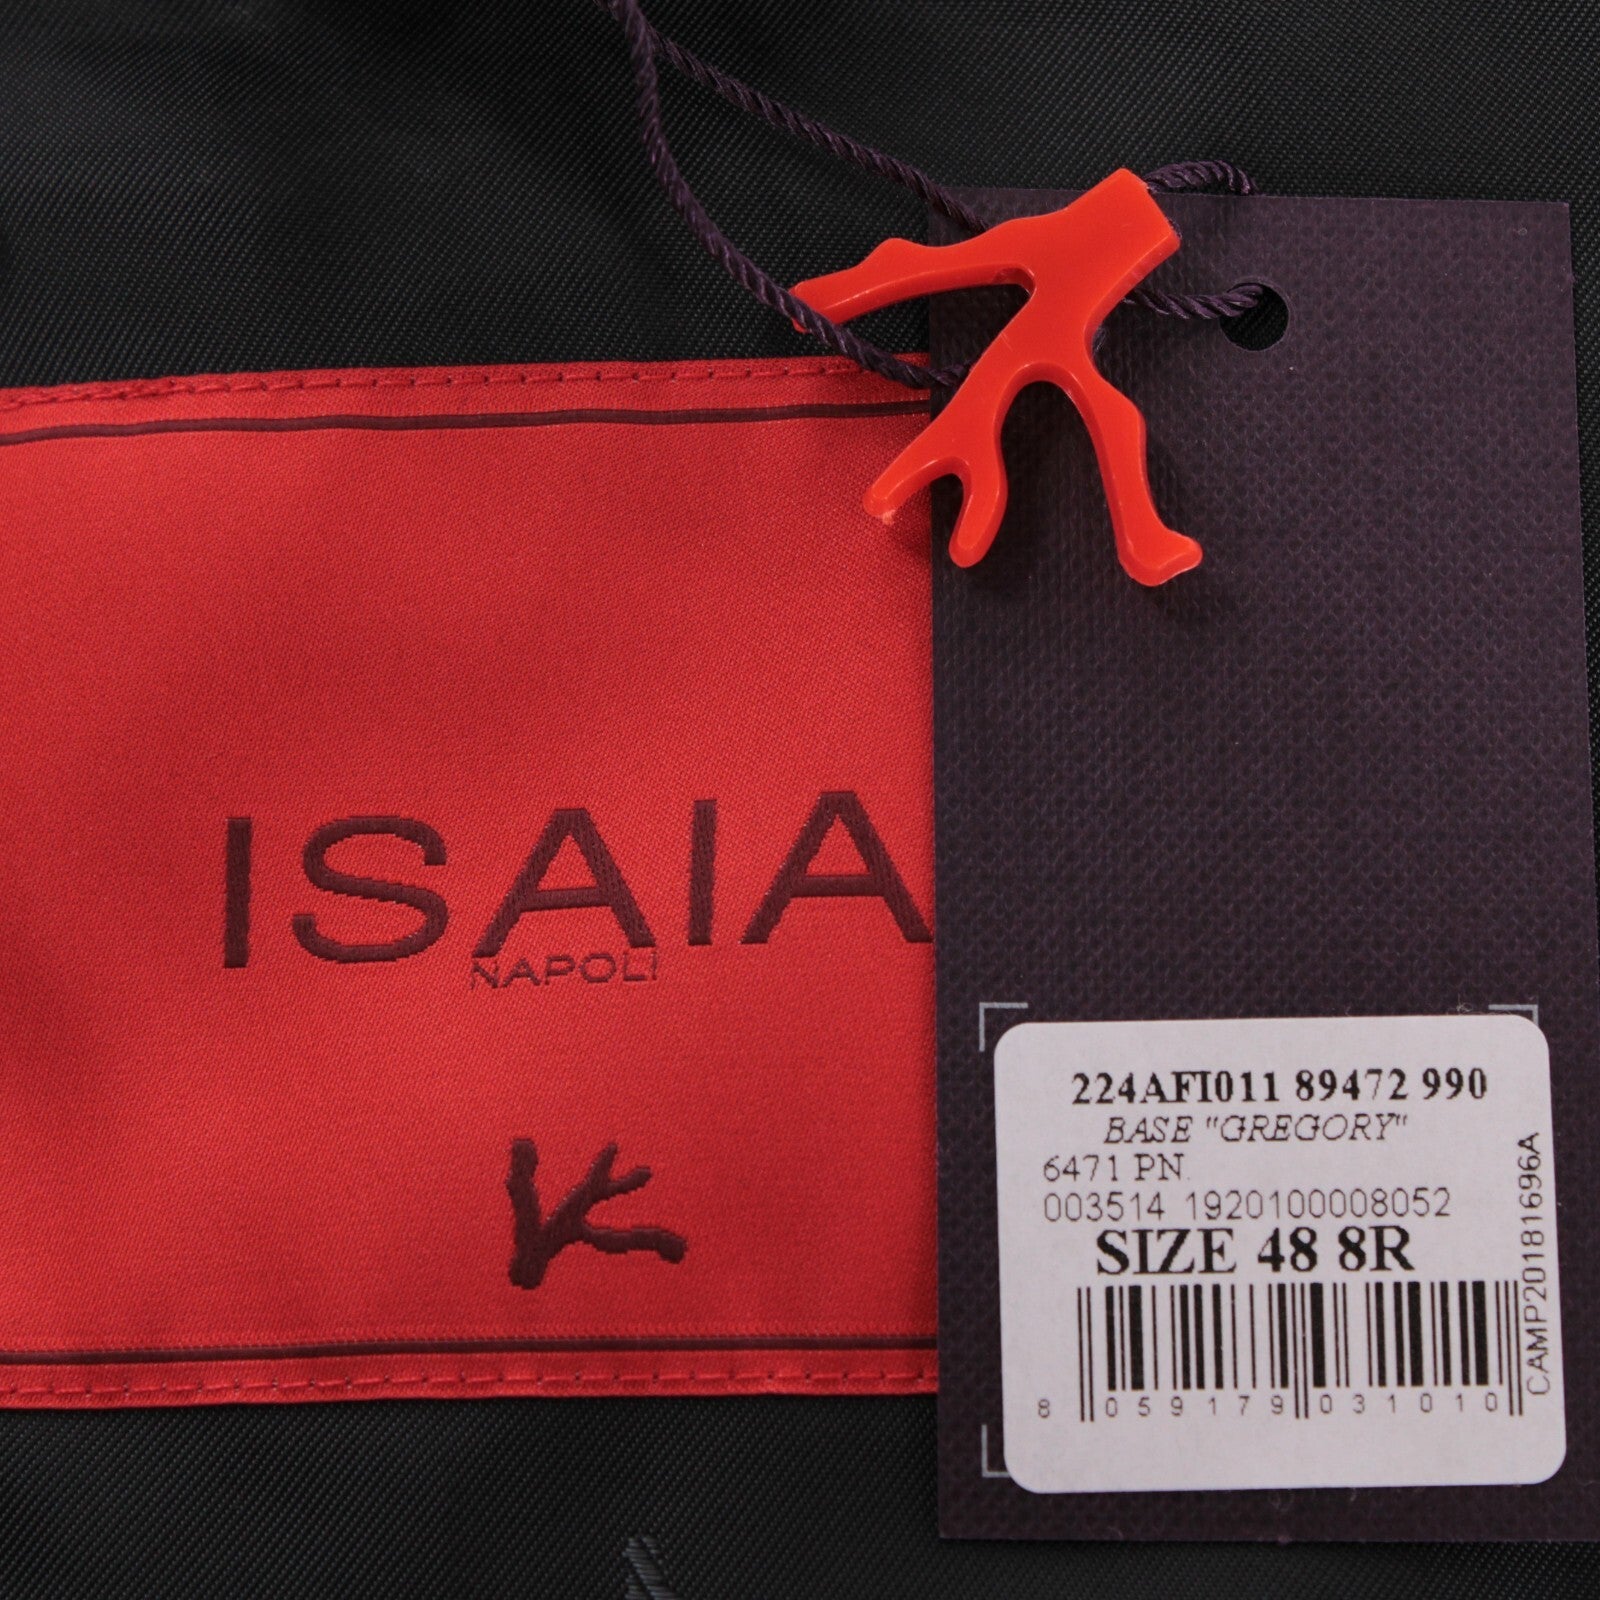 ISAIA
NAPOLI
224AFI011 89472 990
BASE "GREGORY"
6471 PN.
003514 1920100008052
SIZE 48 8R
8 059179 031010
CAMP20181696A